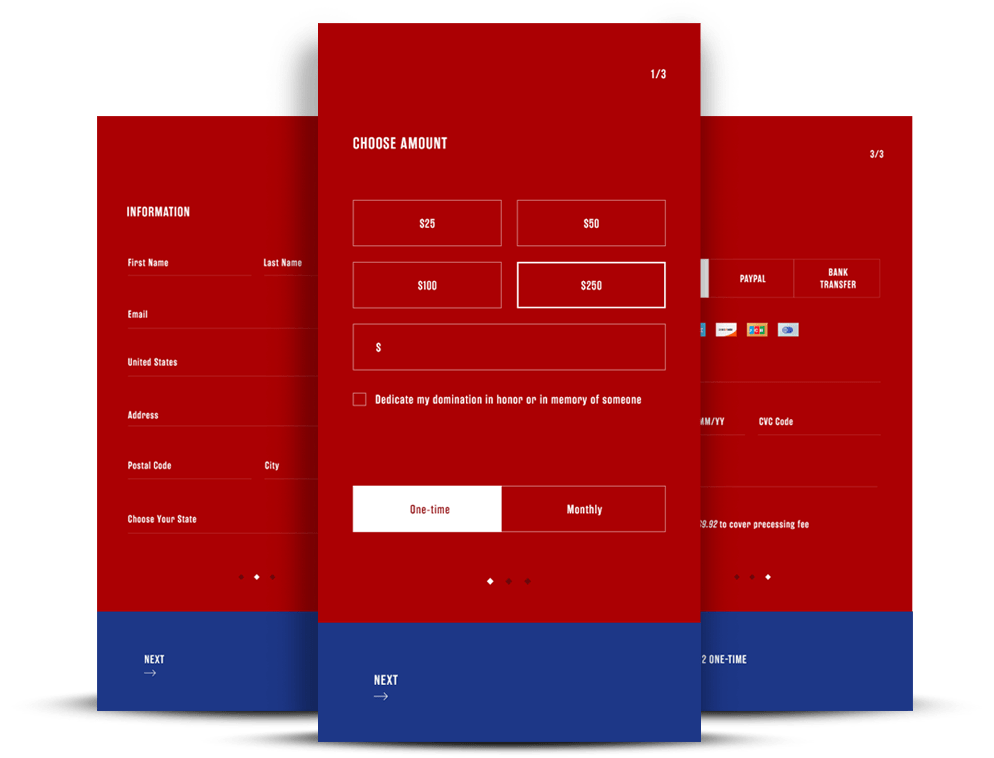 1/3
CHOOSE AMOUNT
$25 $50
$100 $250
$
Dedicate my domination in honor or in memory of someone
One-time Monthly
NEXT
INFORMATION
First Name Last Name
Email
United States
Address
Postal Code City
Choose Your State
NEXT
3/3
PAYPAL BANK
TRANSFER
MM/YY CVC Code
9.92 to cover precessing fee
2 ONE-TIME